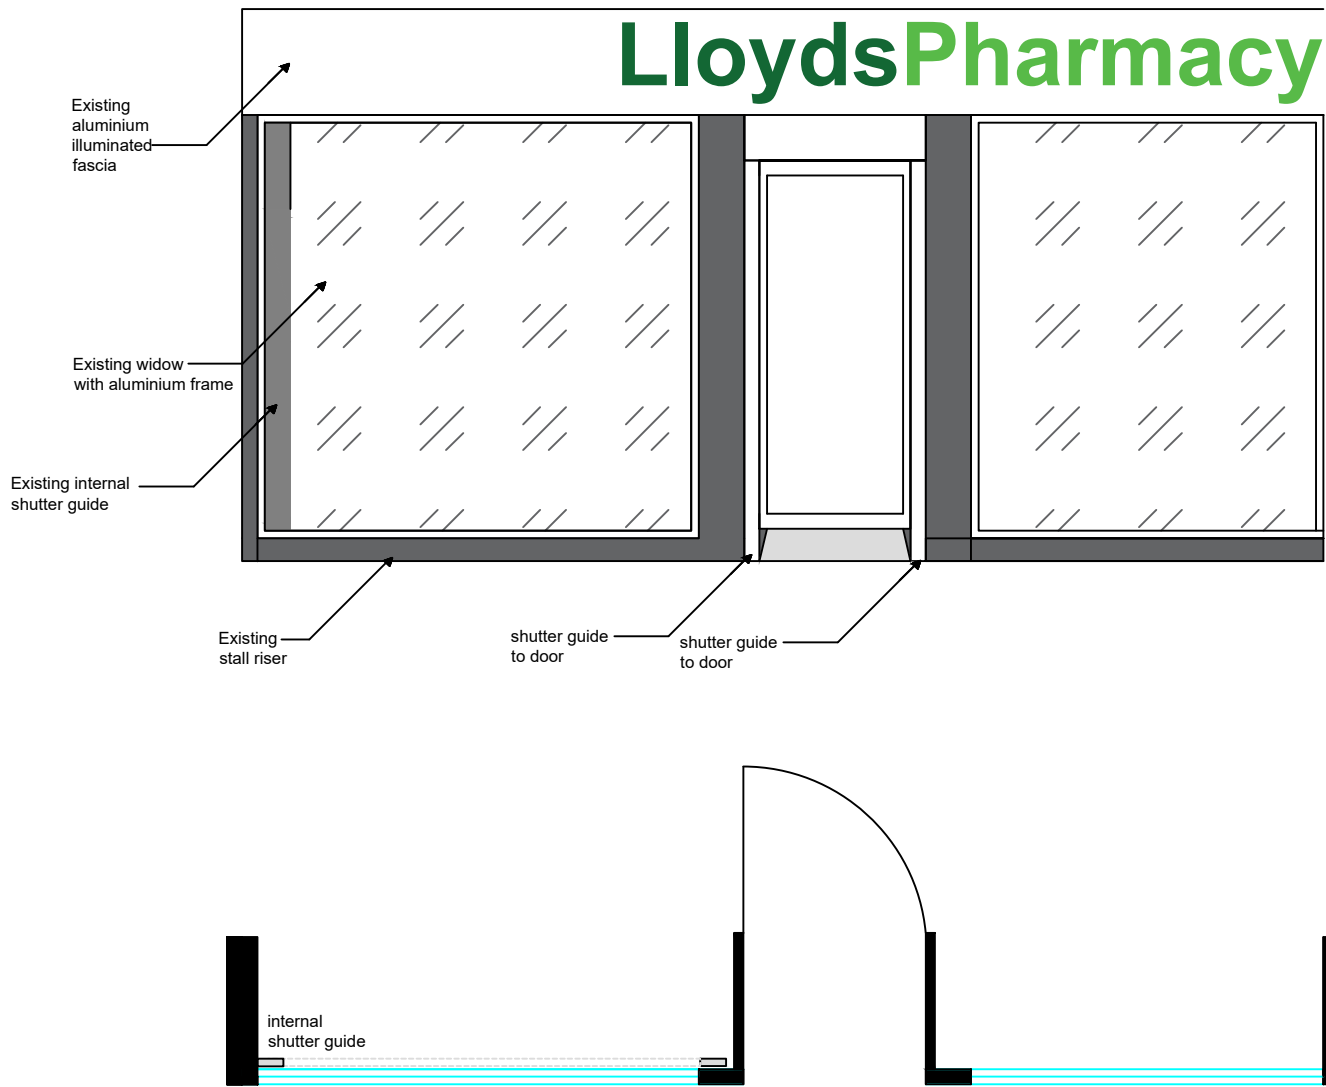 LloydsPharmacy
Existing
aluminium
illuminated
fascia
Existing widow
with aluminium frame
Existing internal
shutter guide
Existing
stall riser
shutter guide
to door
shutter guide
to door
internal
shutter guide